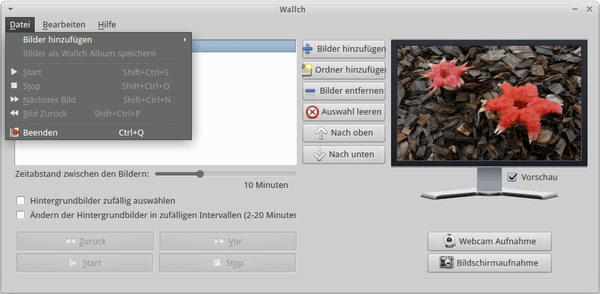 Wallch
Datei Bearbeiten Hilfe
Bilder hinzufügen
Bilder als Wallch Album speichern
Start Shift+Ctrl+S
Stop Shift+Ctrl+O
Nächstes Bild Shift+Ctrl+N
Bild Zurück Shift+Ctrl+P
Beenden Ctrl+Q
Bilder hinzufügen
Ordner hinzufügen
Bilder entfernen
Auswahl leeren
Nach oben
Nach unten
Vorschau
Zeitabstand zwischen den Bildern:
10 Minuten
Hintergrundbilder zufällig auswählen
Ändern der Hintergrundbilder in zufälligen Intervallen (2-20 Minuten
Zurück Vor
Start Stop
Webcam Aufnahme
Bildschirmaufnahme